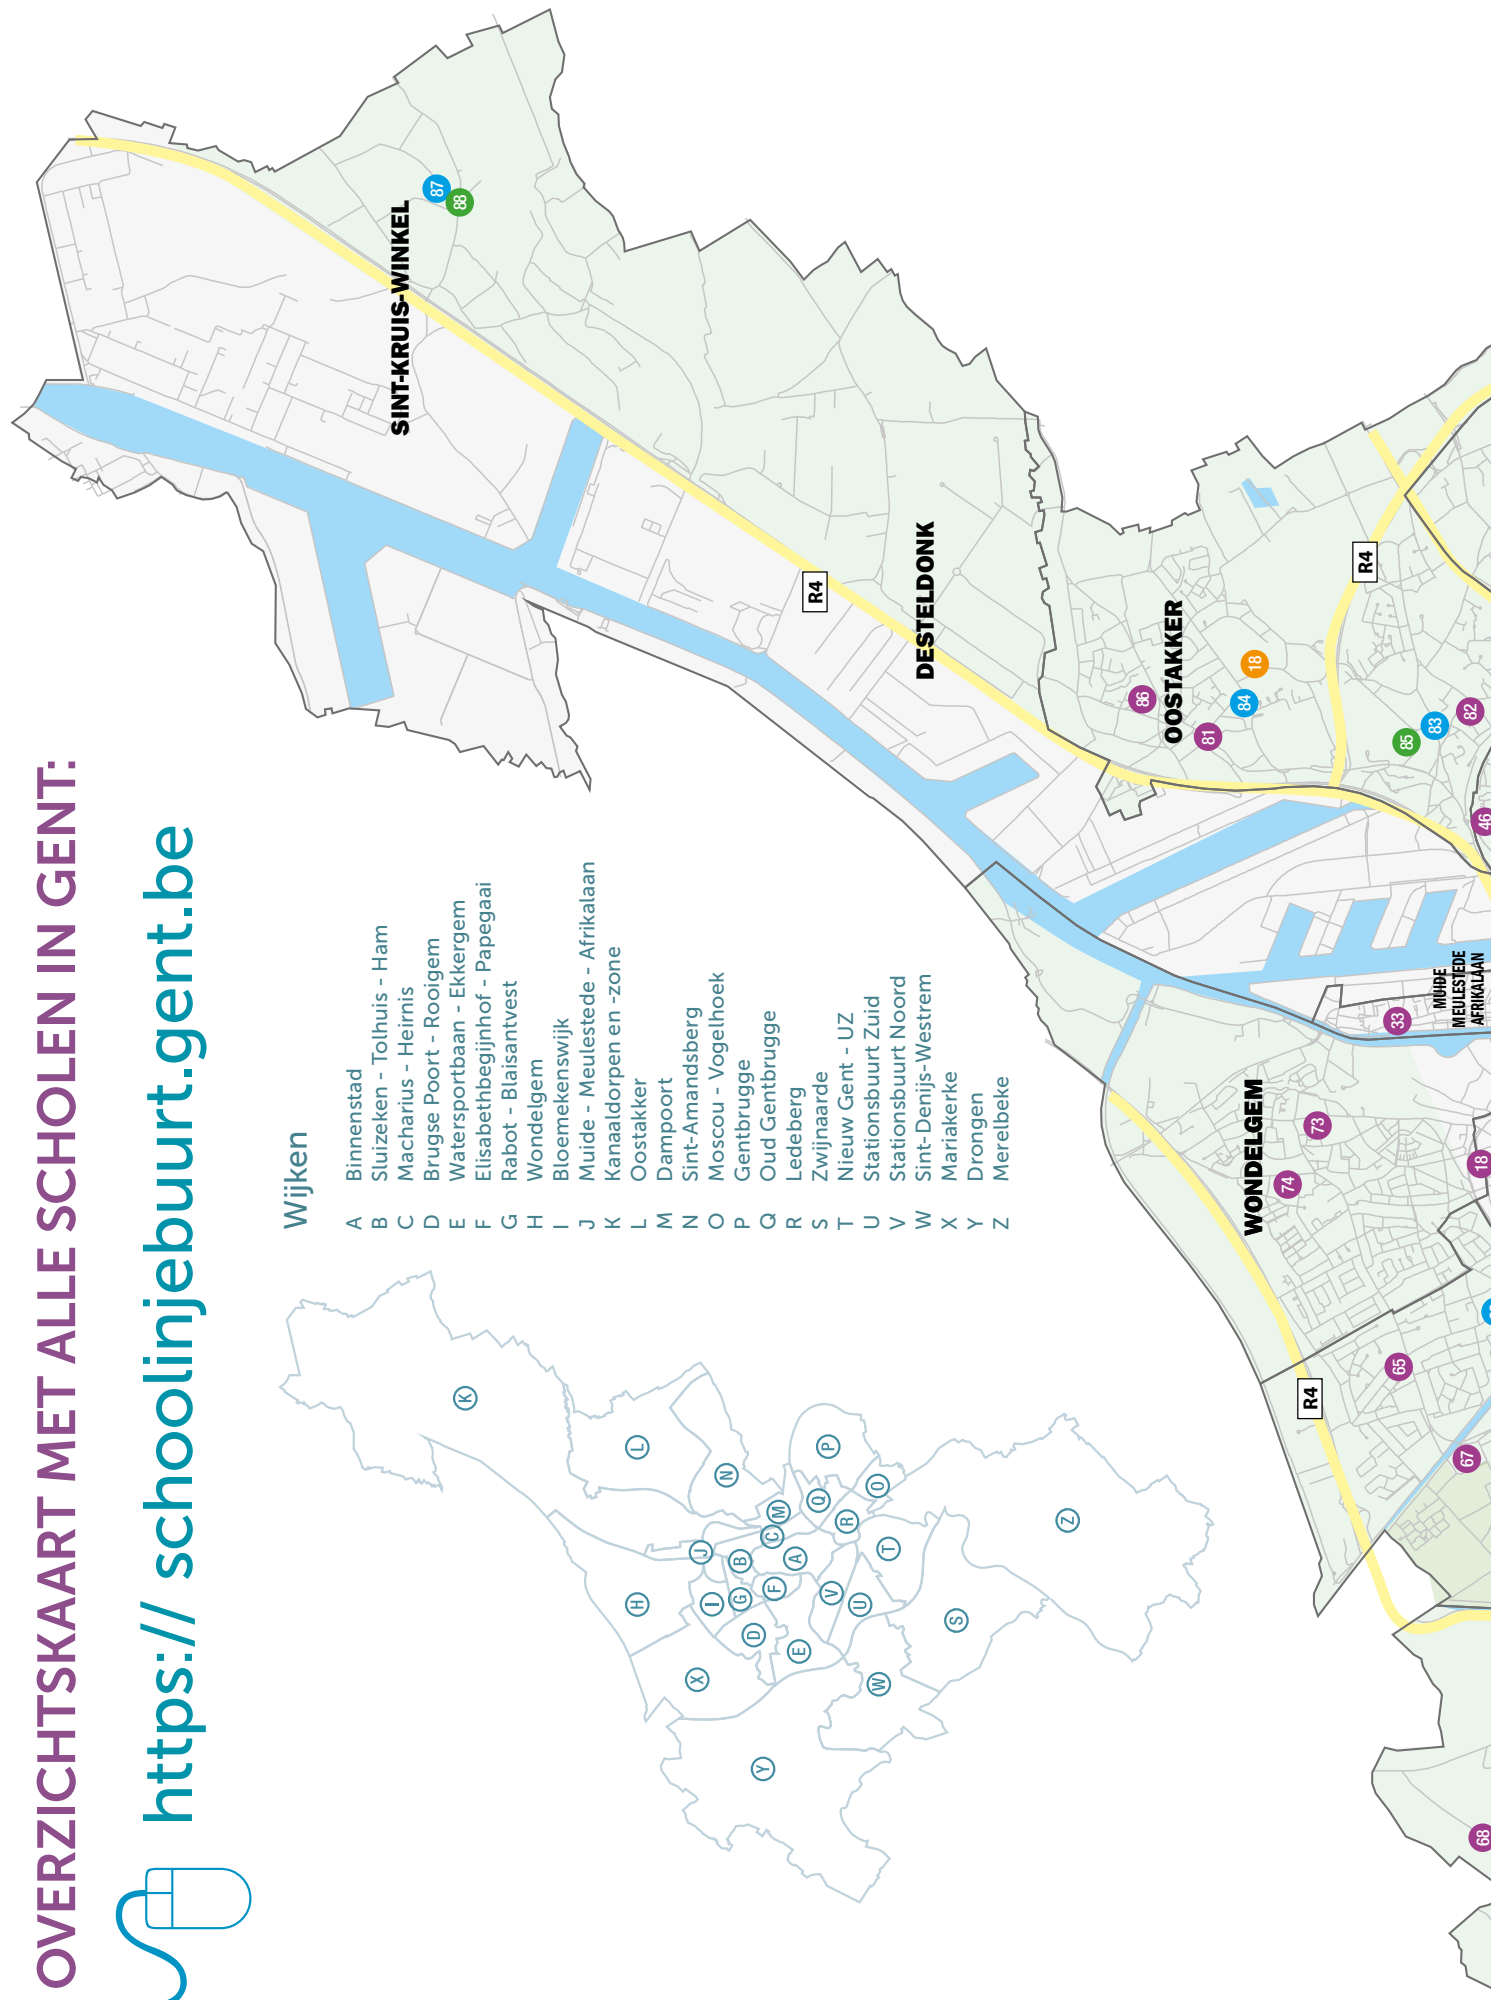 OVERZICHTSKAART MET ALLE SCHOLEN IN GENT:
https:// schoolinjebuurt.gent.be
Wijken
A Binnenstad
B Sluizeken - Tolhuis - Ham
C Macharius - Heirnis
D Brugse Poort - Rooigem
E Watersportbaan - Ekkergem
F Elisabethbegijnhof - Papegaai
G Rabot - Blaisantvest
H Wondelgem
I Bloemekenswijk
J Muide - Meulestede - Afrikalaan
K Kanaaldorpen en -zone
L Oostakker
M Dampoort
N Sint-Amandsberg
O Moscou - Vogelhoek
P Gentbrugge
Q Oud Gentbrugge
R Ledeberg
S Zwijnaarde
T Nieuw Gent - UZ
U Stationsbuurt Zuid
V Stationsbuurt Noord
W Sint-Denijs-Westrem
X Mariakerke
Y Drongen
Z Merelbeke
K
L
N
P
O
M
Q
C
R
J
B
A
T
H
I
G
F
V
U
D
E
S
X
W
Y
Z
SINT-KRUIS-WINKEL
87
88
R4
DESTELDONK
OOSTAKKER
86
81
84
18
R4
85
83
82
46
MUIDE
MEULESTEDE
AFRIKALAAN
33
WONDELGEM
73
74
18
65
R4
67
68